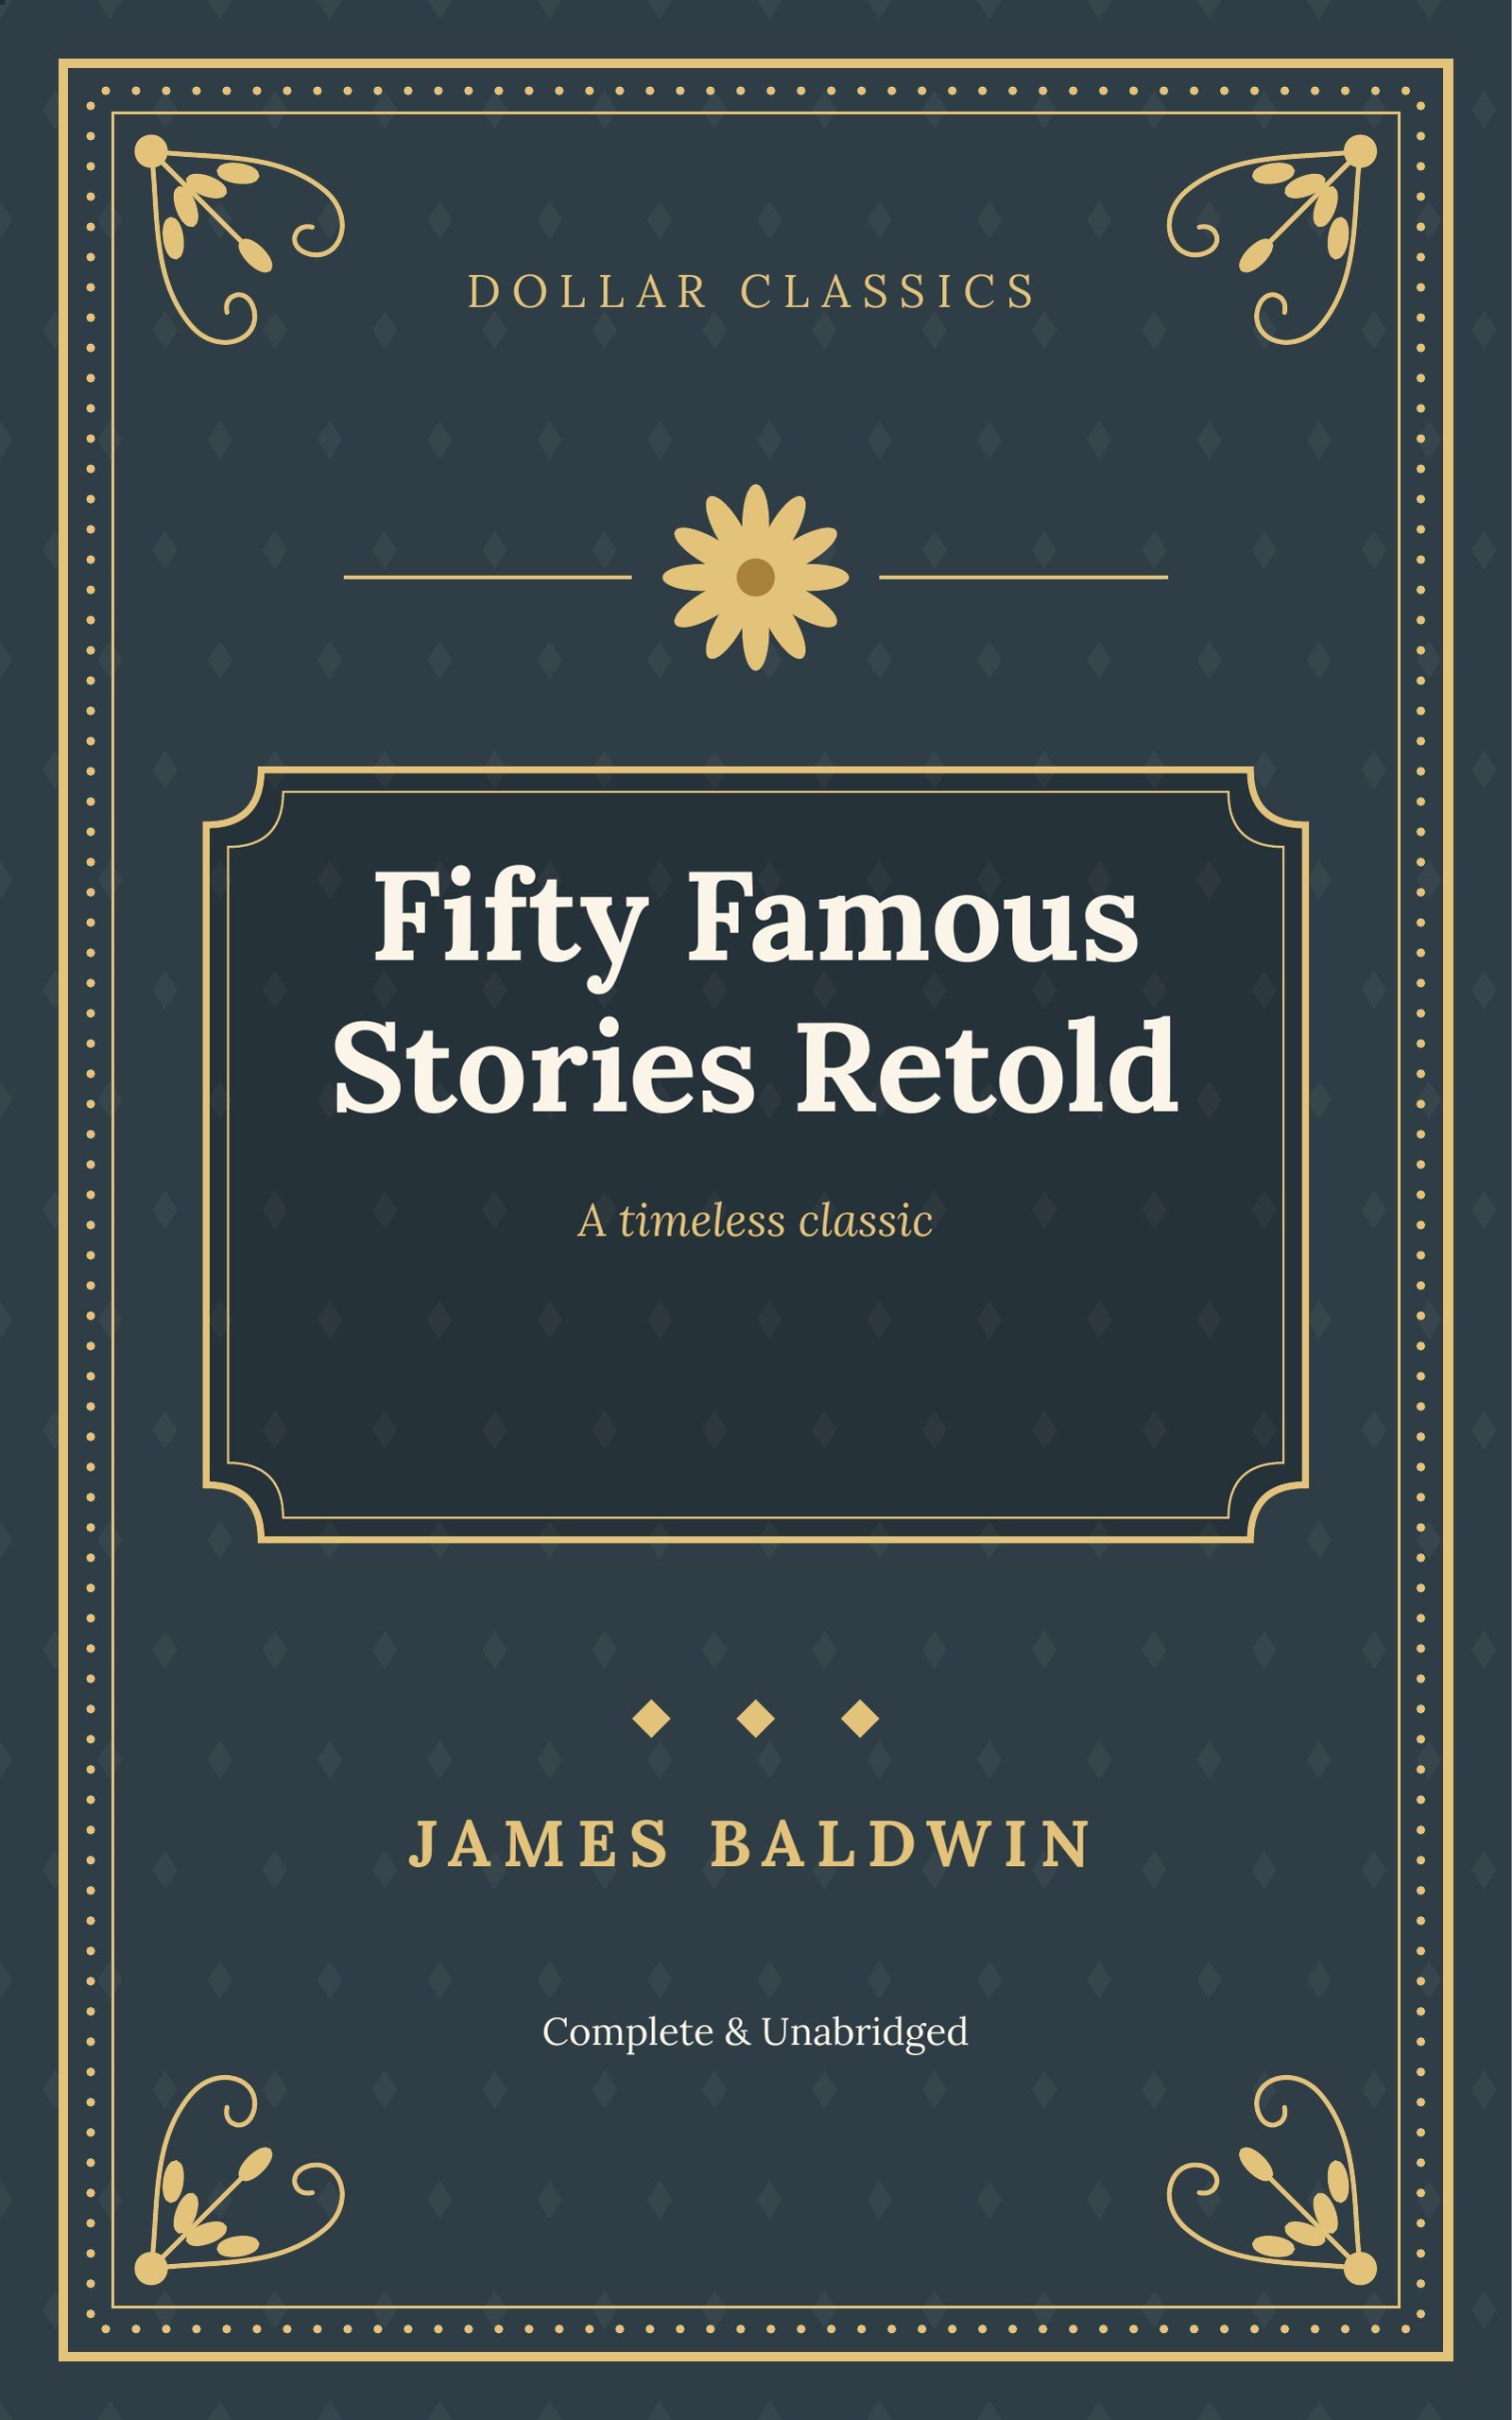 DOLLAR CLASSICS
Fifty Famous
Stories Retold
A timeless classic
JAMES BALDWIN
Complete & Unabridged